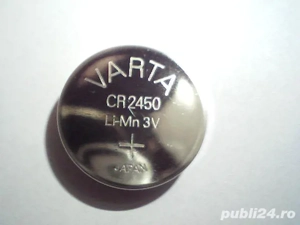 VARTA
CR2450
Li-Mn 3V
+
JAPAN
publi24.ro